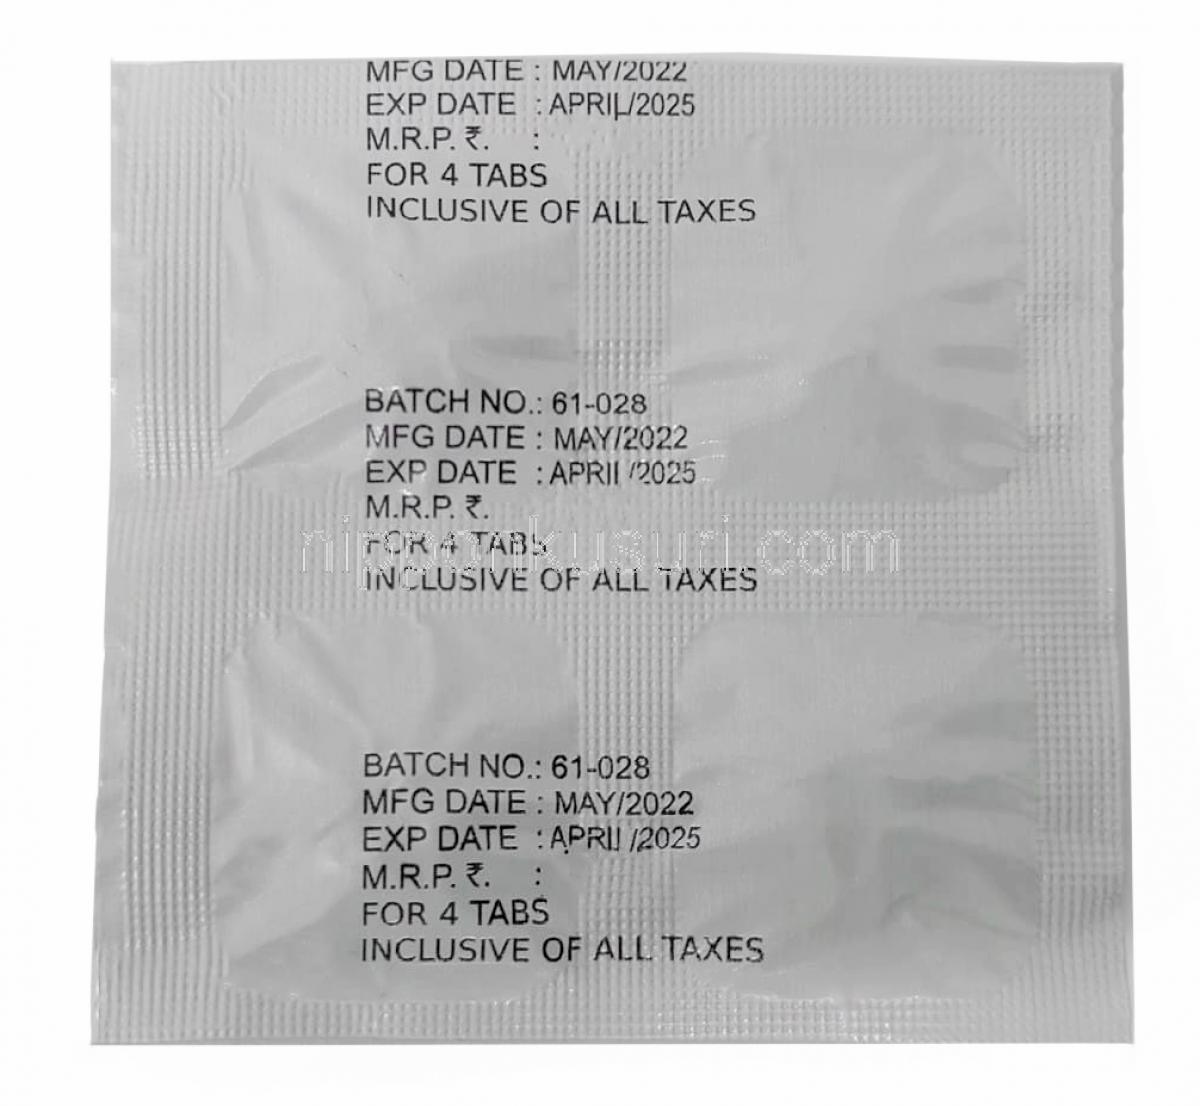 MFG DATE : MAY/2022
EXP DATE : APRIL/2025
M.R.P. ₹. :
FOR 4 TABS
INCLUSIVE OF ALL TAXES
BATCH NO.: 61-028
MFG DATE : MAY/2022
EXP DATE : APRIL/2025
M.R.P. ₹.
FOR 4 TABS
nipponkusuri.com
INCLUSIVE OF ALL TAXES
BATCH NO.: 61-028
MFG DATE : MAY/2022
EXP DATE : APRIL/2025
M.R.P. ₹. :
FOR 4 TABS
INCLUSIVE OF ALL TAXES